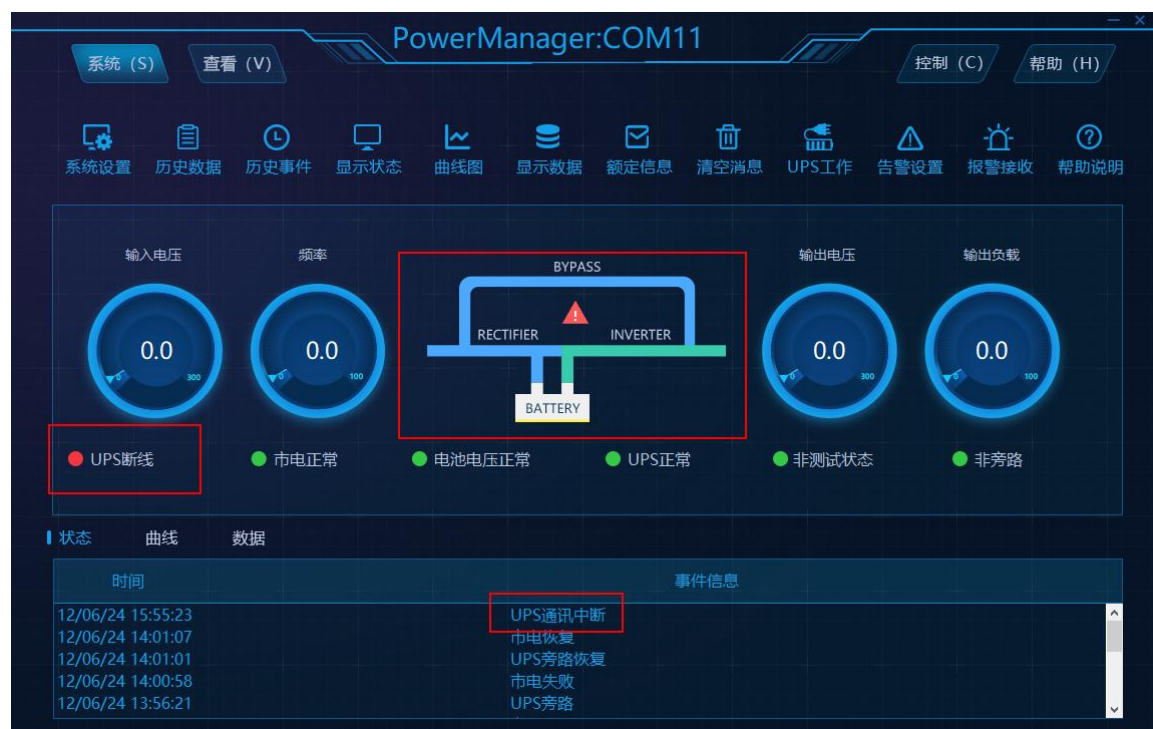 PowerManager:COM11
系统 (S) 查看 (V) 控制 (C) 帮助 (H)
系统设置 历史数据 历史事件 显示状态 曲线图 显示数据 额定信息 清空消息 UPS工作 告警设置 报警接收 帮助说明
输入电压 频率 BYPASS 输出电压 输出负载
RECTIFIER INVERTER
0.0 0.0 0.0 0.0
0 300 0 100 0 300 0 100
BATTERY
UPS断线 市电正常 电池电压正常 UPS正常 非测试状态 非旁路
状态 曲线 数据
时间 事件信息
12/06/24 15:55:23 UPS通讯中断
12/06/24 14:01:07 市电恢复
12/06/24 14:01:01 UPS旁路恢复
12/06/24 14:00:58 市电失败
12/06/24 13:56:21 UPS旁路